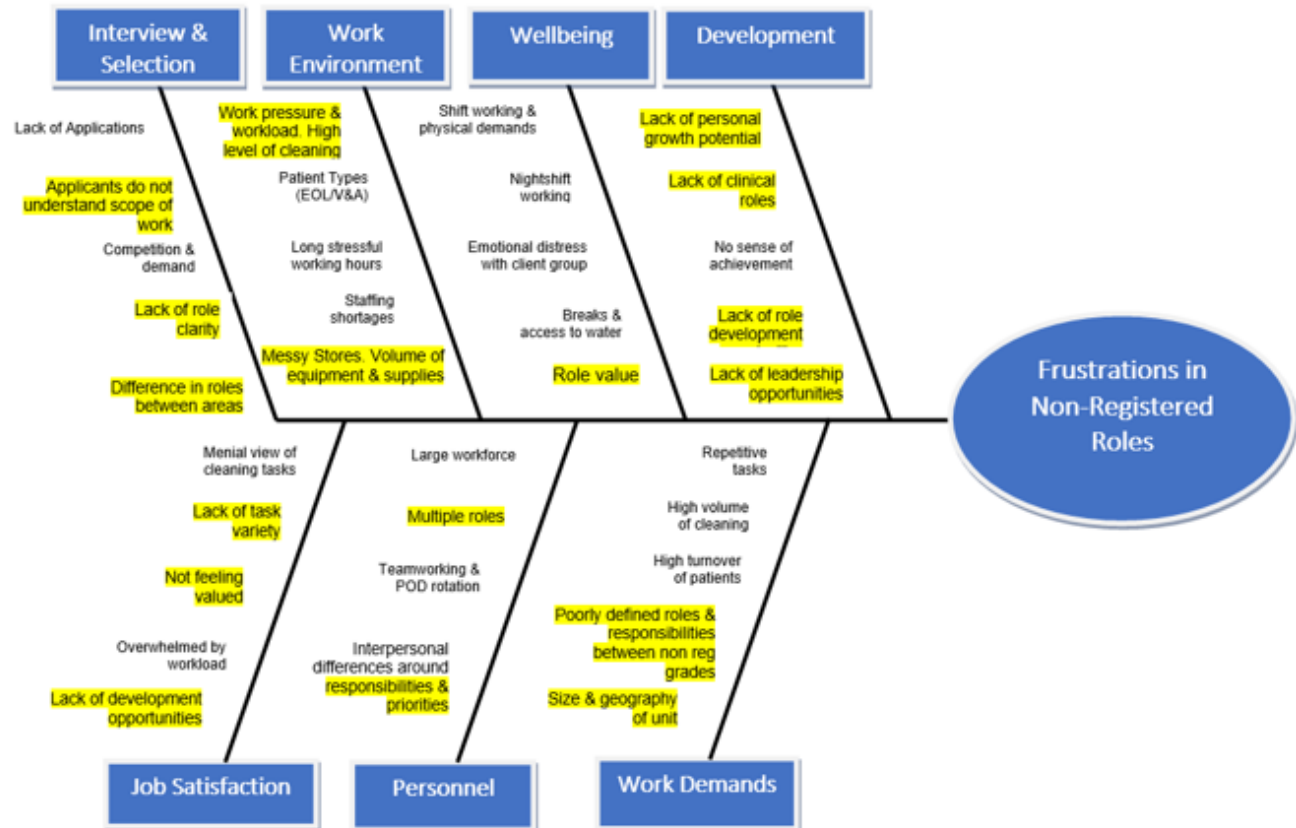 Interview &
Selection
Work
Environment
Wellbeing
Development
Lack of Applications
Applicants do not
understand scope of
work
Competition &
demand
Lack of role
clarity
Difference in roles
between areas
Work pressure &
workload. High
level of cleaning
Patient Types
(EOL/V&A)
Long stressful
working hours
Staffing
shortages
Messy Stores. Volume of
equipment & supplies
Shift working &
physical demands
Nightshift
working
Emotional distress
with client group
Breaks &
access to water
Role value
Lack of personal
growth potential
Lack of clinical
roles
No sense of
achievement
Lack of role
development
Lack of leadership
opportunities
Frustrations in
Non-Registered
Roles
Menial view of
cleaning tasks
Lack of task
variety
Not feeling
valued
Overwhelmed by
workload
Lack of development
opportunities
Large workforce
Multiple roles
Teamworking &
POD rotation
Interpersonal
differences around
responsibilities &
priorities
Repetitive
tasks
High volume
of cleaning
High turnover
of patients
Poorly defined roles &
responsibilities
between non reg
grades
Size & geography
of unit
Job Satisfaction
Personnel
Work Demands